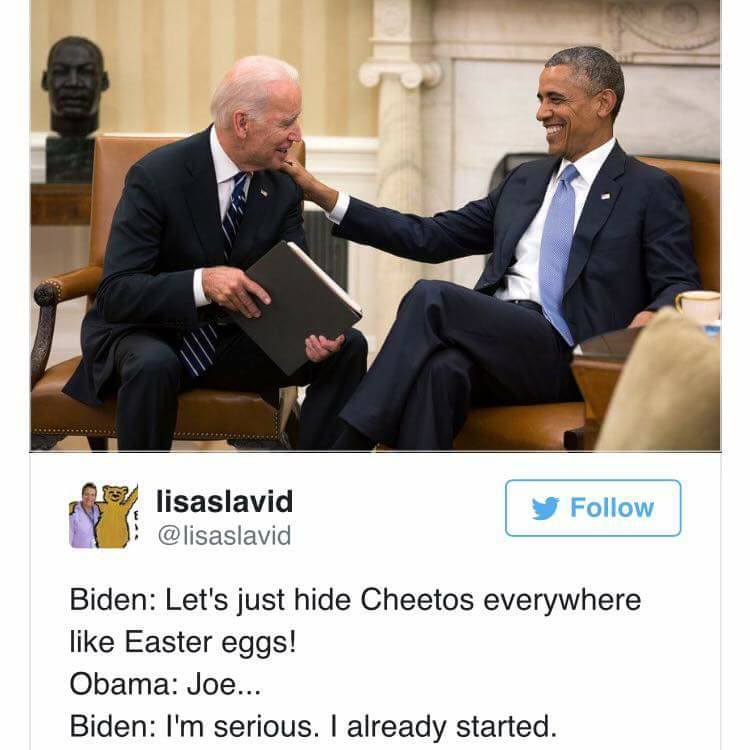 lisaslavid
@lisaslavid
Follow
Biden: Let's just hide Cheetos everywhere
like Easter eggs!
Obama: Joe...
Biden: I'm serious. I already started.